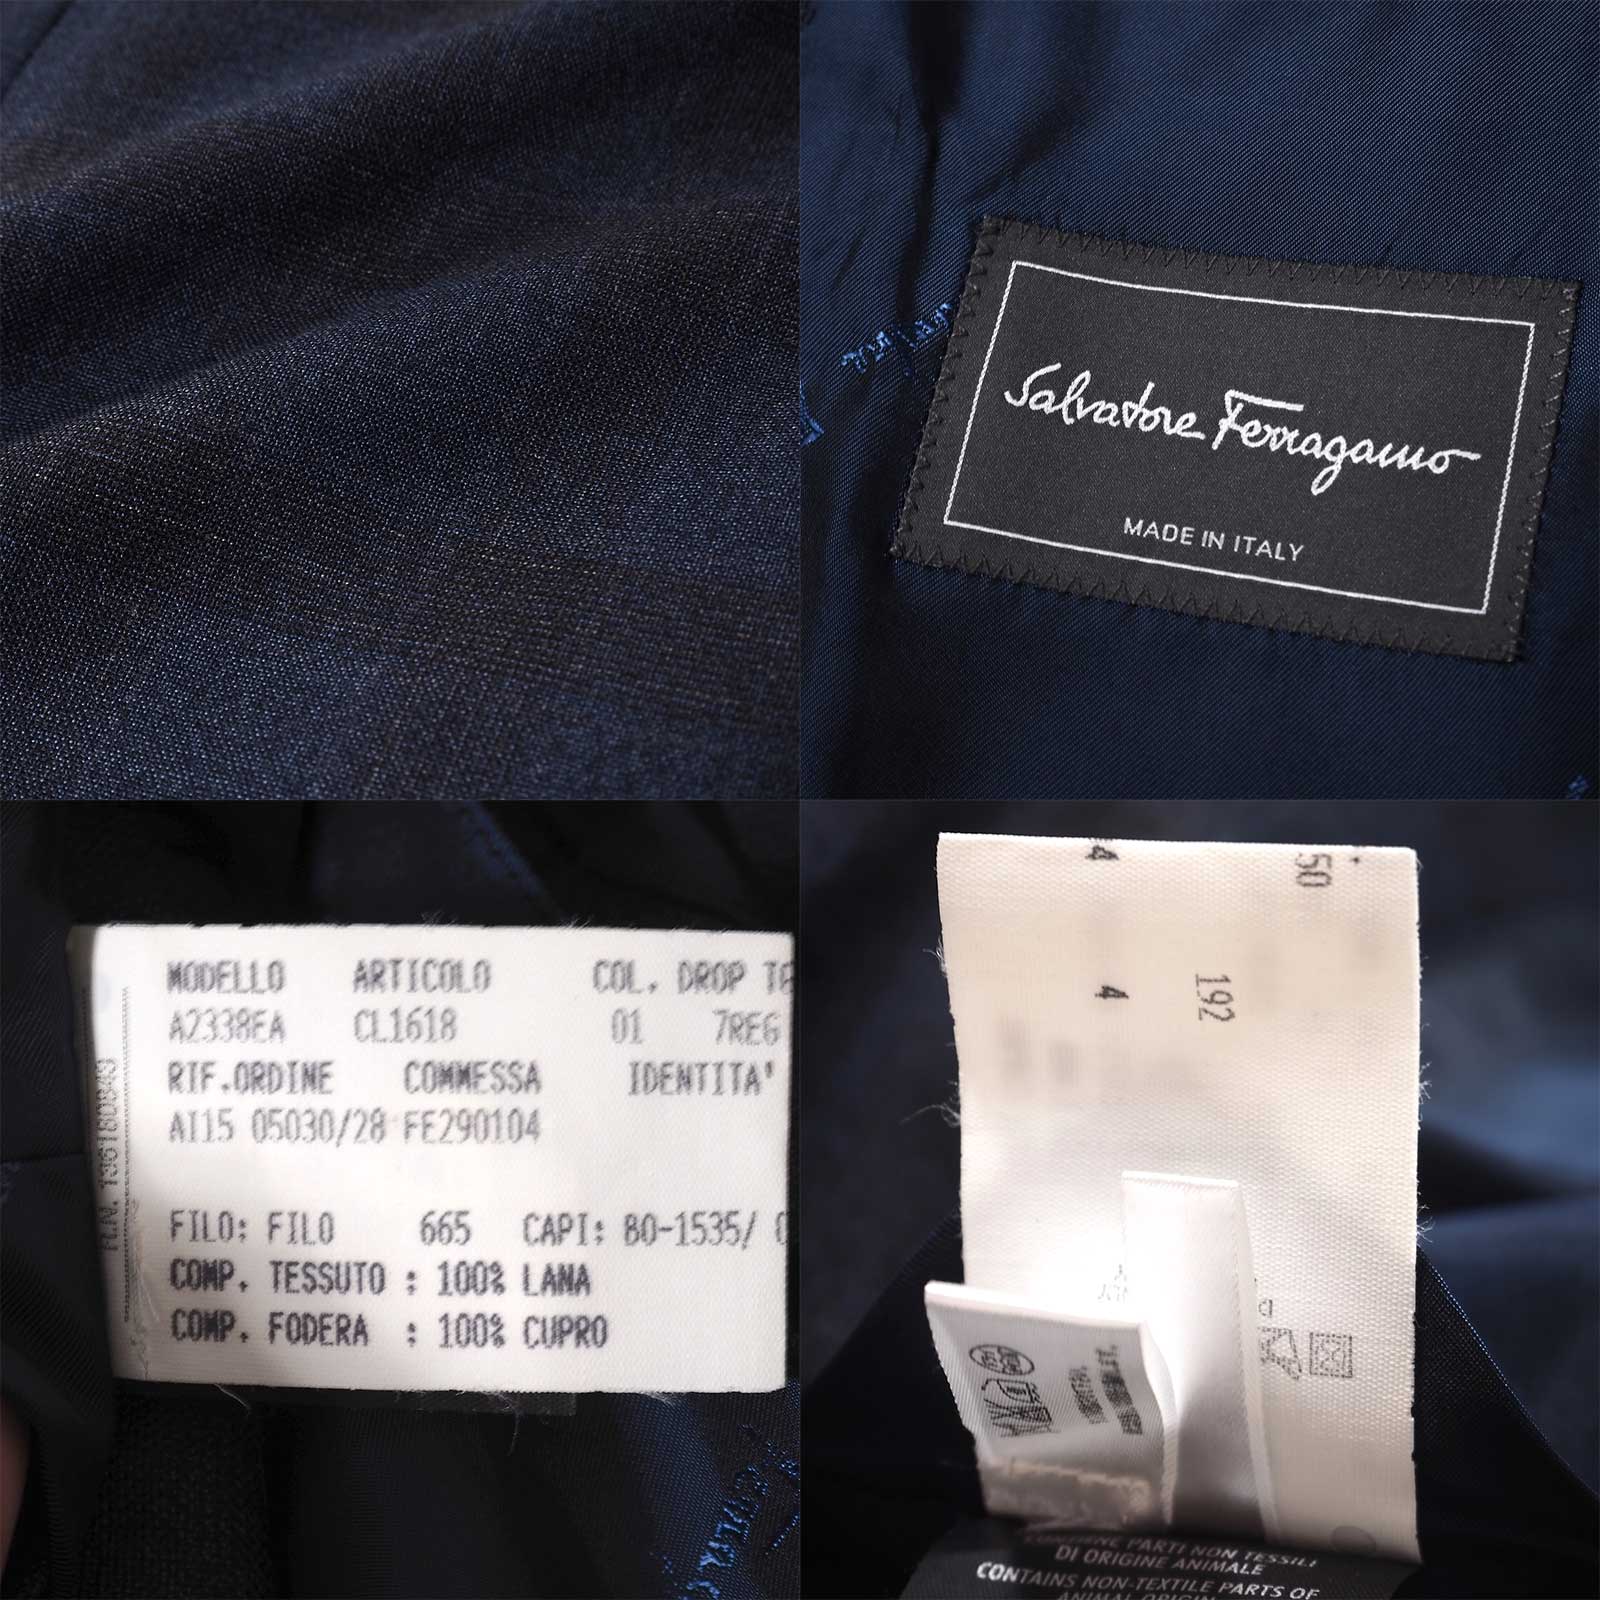 Salvatore Ferragamo
MADE IN ITALY
MODELLO ARTICOLO COL. DROP
A2338EA CL1618 01 7REG
RIF.ORDINE COMMESSA IDENTITA'
AI15 05030/28 FE290104
FILO: FILO 665 CAPI: BO-1535/
COMP. TESSUTO : 100% LANA
COMP. FODERA : 100% CUPRO
4 50
4 192
DI ORIGINE ANIMALE
CONTAINS NON-TEXTILE PARTS OF